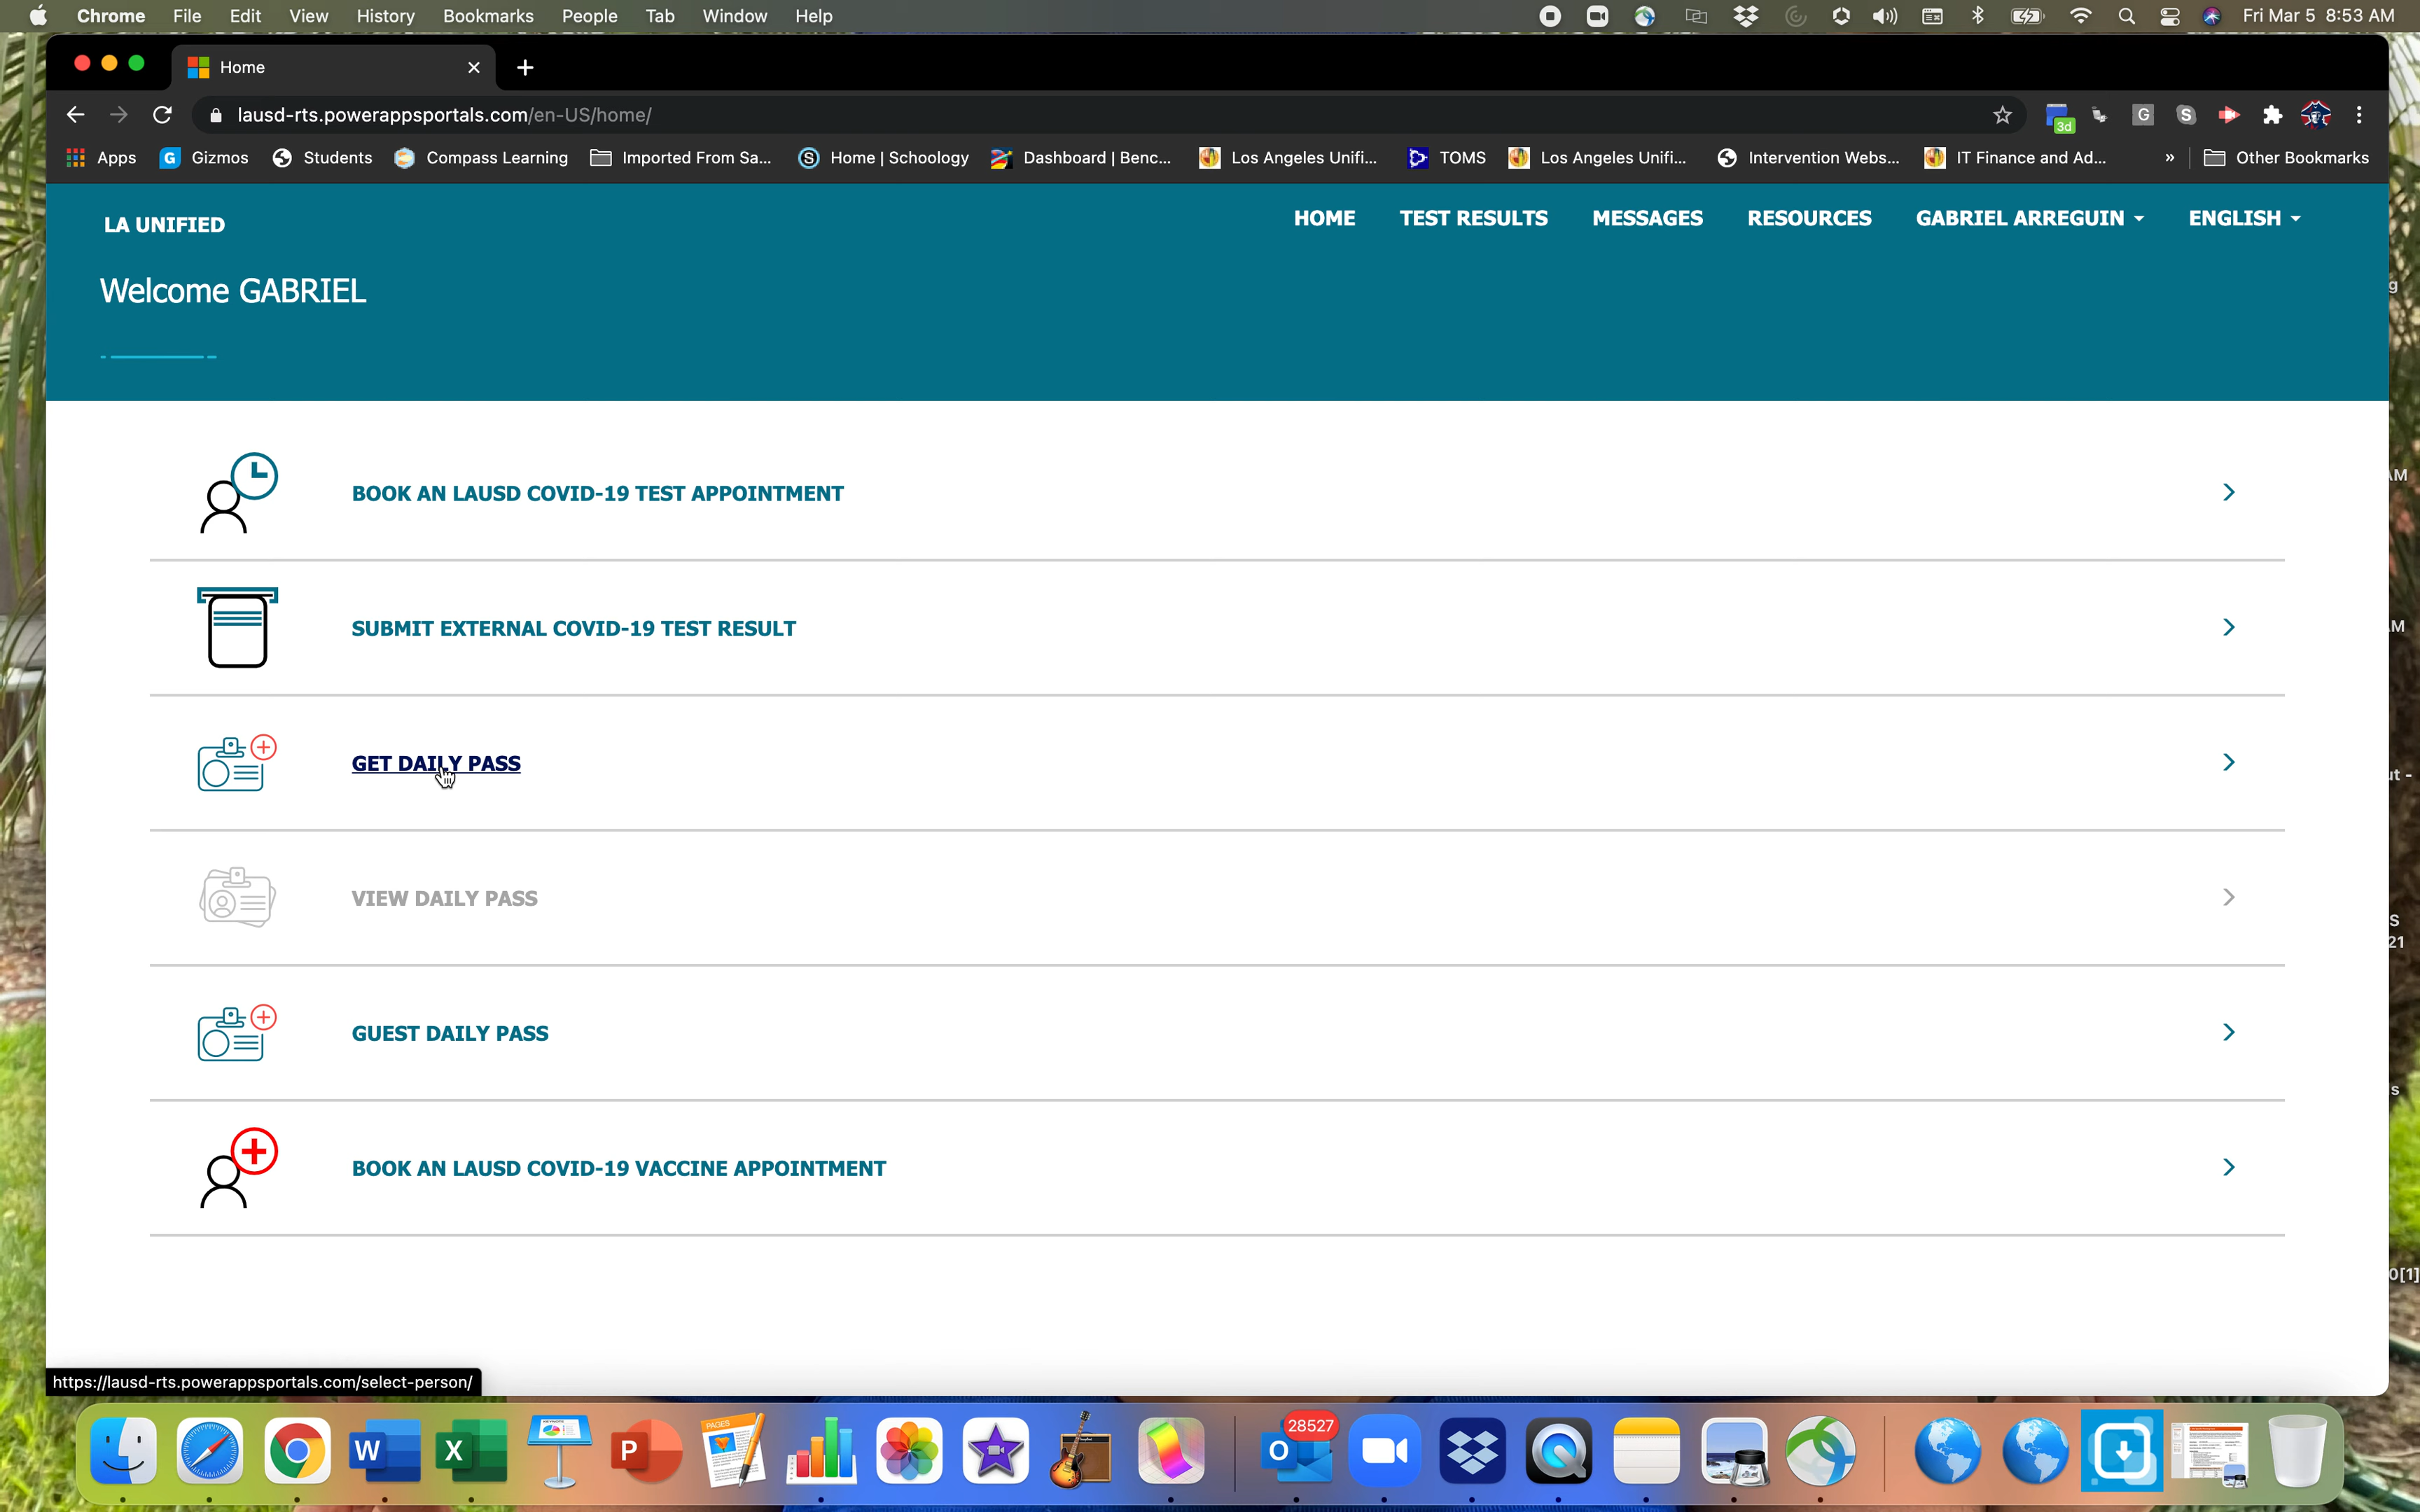 Chrome File Edit View History Bookmarks People Tab Window Help Fri Mar 5 8:53 AM
Home
lausd-rts.powerappsportals.com/en-US/home/
3d
G
S
Apps G Gizmos Students Compass Learning Imported From Sa... S Home | Schoology Dashboard | Benc... Los Angeles Unifi... TOMS Los Angeles Unifi... Intervention Webs... IT Finance and Ad... » Other Bookmarks
LA UNIFIED
HOME TEST RESULTS MESSAGES RESOURCES GABRIEL ARREGUIN ENGLISH
Welcome GABRIEL
BOOK AN LAUSD COVID-19 TEST APPOINTMENT
SUBMIT EXTERNAL COVID-19 TEST RESULT
GET DAILY PASS
VIEW DAILY PASS
GUEST DAILY PASS
BOOK AN LAUSD COVID-19 VACCINE APPOINTMENT
https://lausd-rts.powerappsportals.com/select-person/
W X P PAGES O 28527